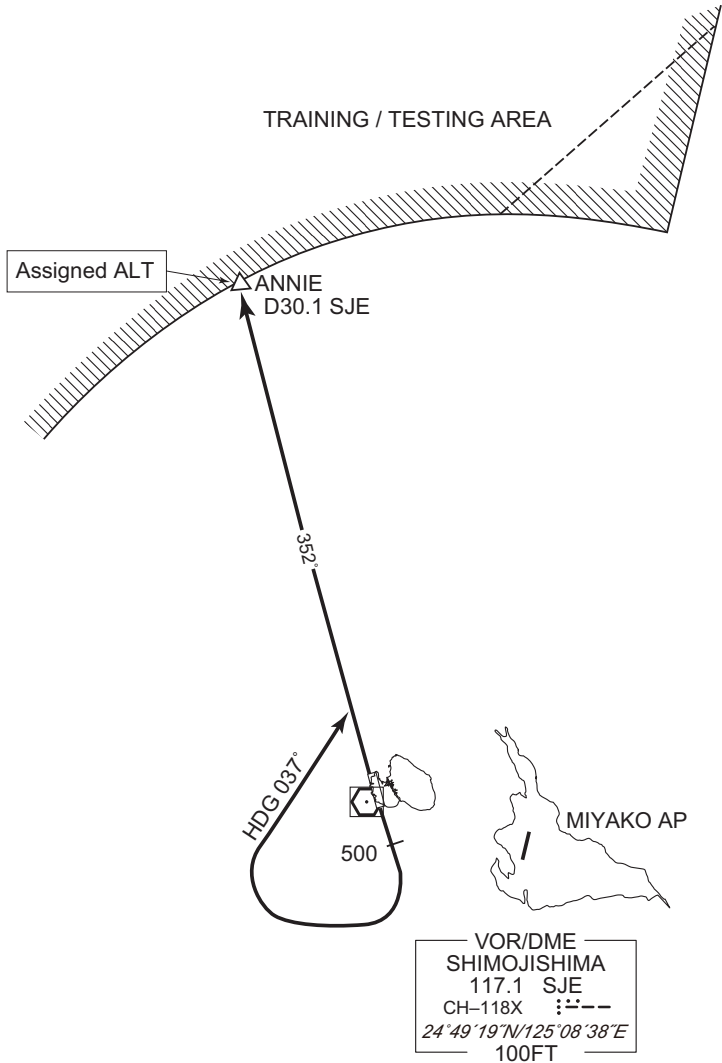 TRAINING / TESTING AREA
Assigned ALT
ANNIE
D30.1 SJE
352°
HDG 037°
500
MIYAKO AP
VOR/DME
SHIMOJISHIMA
117.1 SJE
CH–118X
24°49′19″N/125°08′38″E
100FT